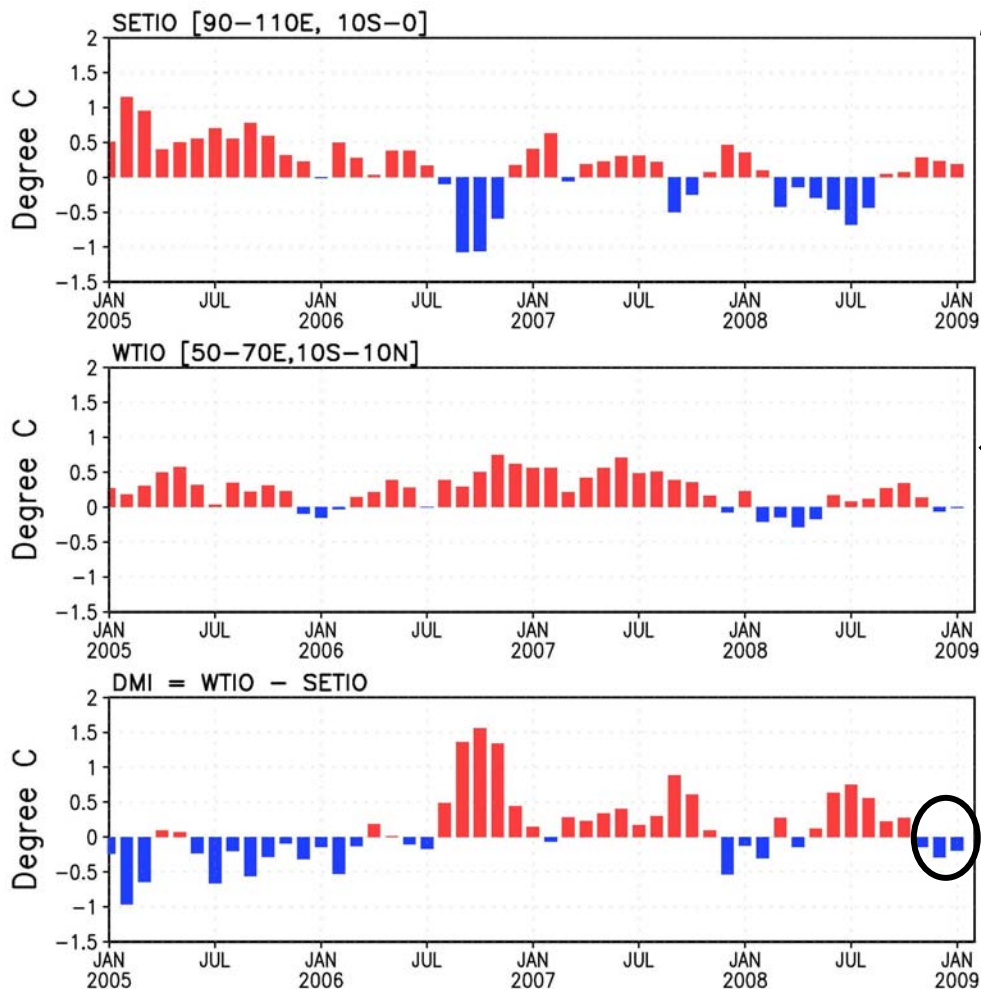 SETIO [90-110E, 10S-0]
Degree C
2
1.5
1
0.5
0
-0.5
-1
-1.5
JAN JUL JAN JUL JAN JUL JAN JUL JAN
2005 2006 2007 2008 2009
WTIO [50-70E,10S-10N]
Degree C
2
1.5
1
0.5
0
-0.5
-1
-1.5
JAN JUL JAN JUL JAN JUL JAN JUL JAN
2005 2006 2007 2008 2009
DMI = WTIO - SETIO
Degree C
2
1.5
1
0.5
0
-0.5
-1
-1.5
JAN JUL JAN JUL JAN JUL JAN JUL JAN
2005 2006 2007 2008 2009